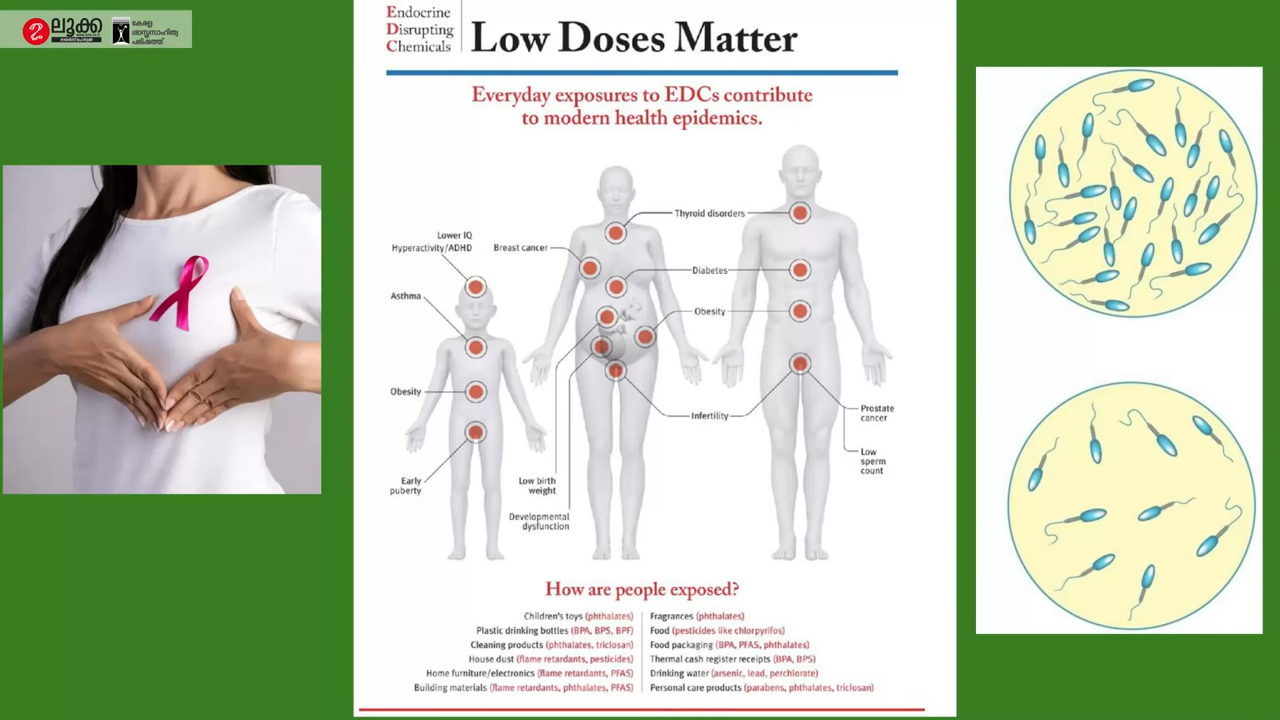 ലൂക്ക
കേരള
ശാസ്ത്രസാഹിത്യ
പരിഷത്ത്
Endocrine
Disrupting
Chemicals
Low Doses Matter
Everyday exposures to EDCs contribute
to modern health epidemics.
Thyroid disorders
Lower IQ
Hyperactivity/ADHD
Breast cancer
Diabetes
Asthma
Obesity
Obesity
Infertility
Prostate
cancer
Low
sperm
count
Early
puberty
Low birth
weight
Developmental
dysfunction
How are people exposed?
Children's toys (phthalates)
Plastic drinking bottles (BPA, BPS, BPF)
Cleaning products (phthalates, triclosan)
House dust (flame retardants, pesticides)
Home furniture/electronics (flame retardants, PFAS)
Building materials (flame retardants, phthalates, PFAS)
Fragrances (phthalates)
Food (pesticides like chlorpyrifos)
Food packaging (BPA, PFAS, phthalates)
Thermal cash register receipts (BPA, BPS)
Drinking water (arsenic, lead, perchlorate)
Personal care products (parabens, phthalates, triclosan)